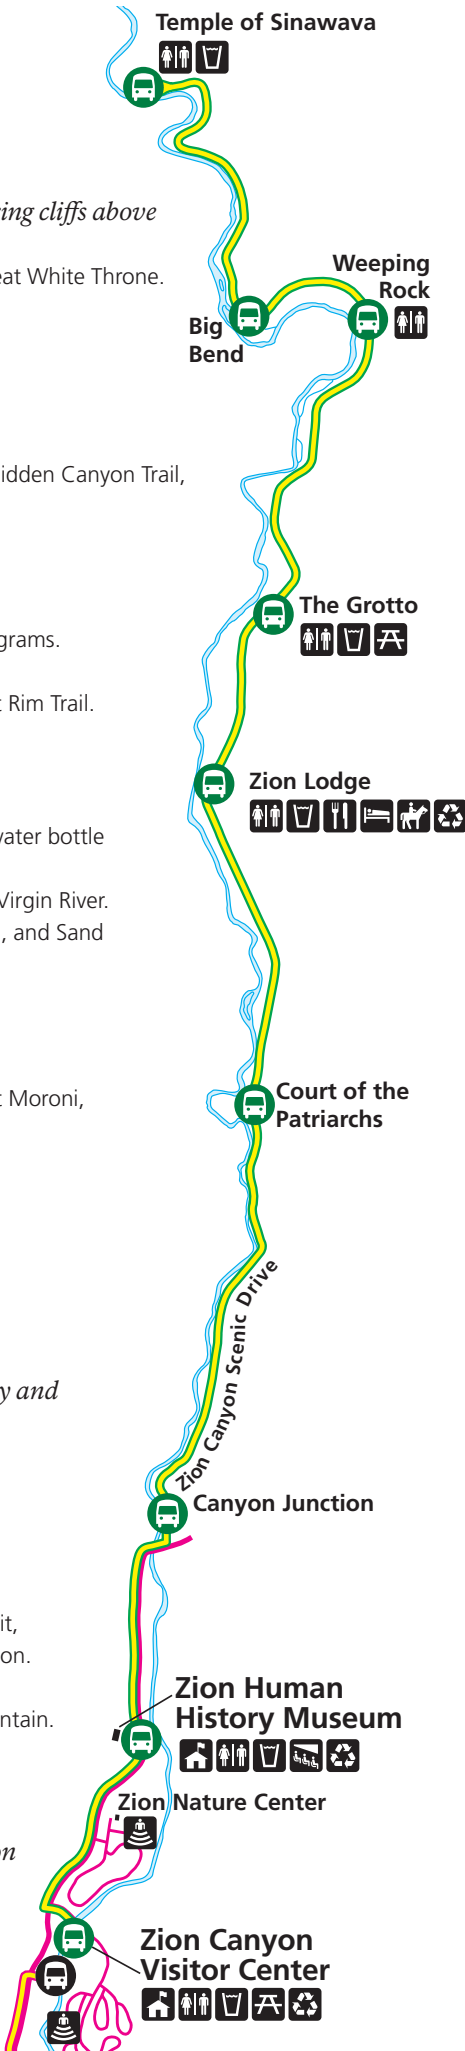 Temple of Sinawava
ing cliffs above
eat White Throne.
Weeping
Rock
Big
Bend
idden Canyon Trail,
The Grotto
grams.
Rim Trail.
Zion Lodge
water bottle
Virgin River.
, and Sand
Court of the
Patriarchs
Moroni,
Zion Canyon Scenic Drive
y and
Canyon Junction
it,
on.
Zion Human
History Museum
ntain.
Zion Nature Center
on
Zion Canyon
Visitor Center